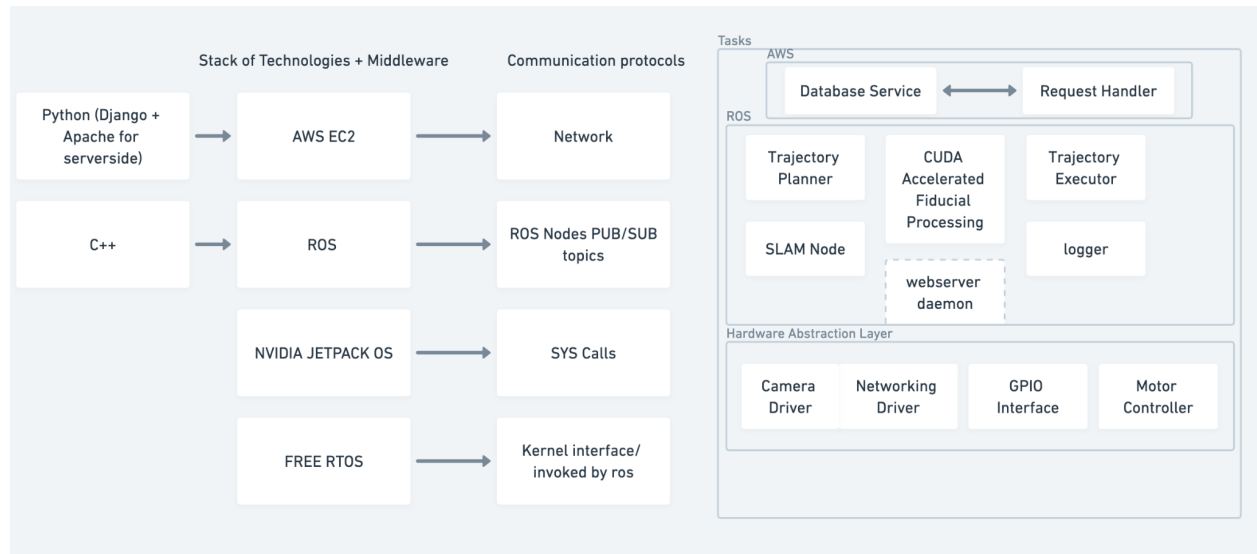 Stack of Technologies + Middleware
Communication protocols
Python (Django +
Apache for
serverside)
AWS EC2
Network
C++
ROS
ROS Nodes PUB/SUB
topics
NVIDIA JETPACK OS
SYS Calls
FREE RTOS
Kernel interface/
invoked by ros
Tasks
AWS
Database Service
Request Handler
ROS
Trajectory
Planner
CUDA
Accelerated
Fiducial
Processing
Trajectory
Executor
SLAM Node
logger
webserver
daemon
Hardware Abstraction Layer
Camera
Driver
Networking
Driver
GPIO
Interface
Motor
Controller